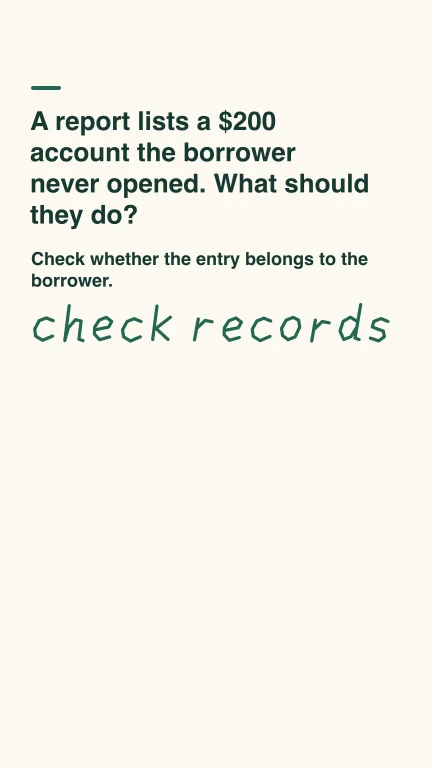 A report lists a $200
account the borrower
never opened. What should
they do?
Check whether the entry belongs to the
borrower.
check records